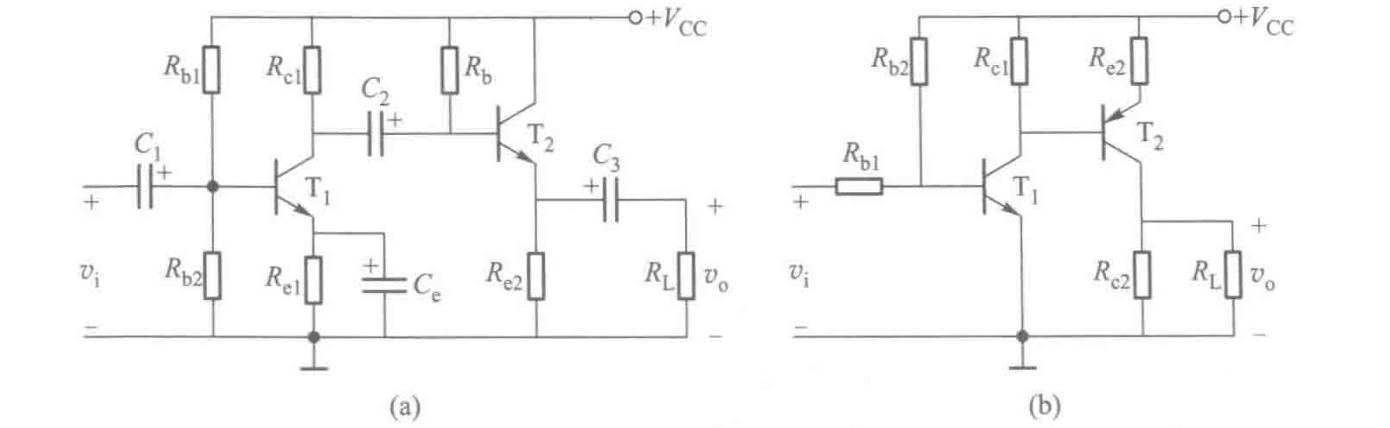 +V_CC
R_b1
R_c1
R_b
C_2
+
T_2
C_1
+
T_1
C_3
+
+
+
v_i
R_b2
R_e1
+
C_e
R_e2
R_L
v_o
−
−
(a)
+V_CC
R_b2
R_c1
R_e2
T_2
R_b1
T_1
+
+
v_i
R_c2
R_L
v_o
−
−
(b)